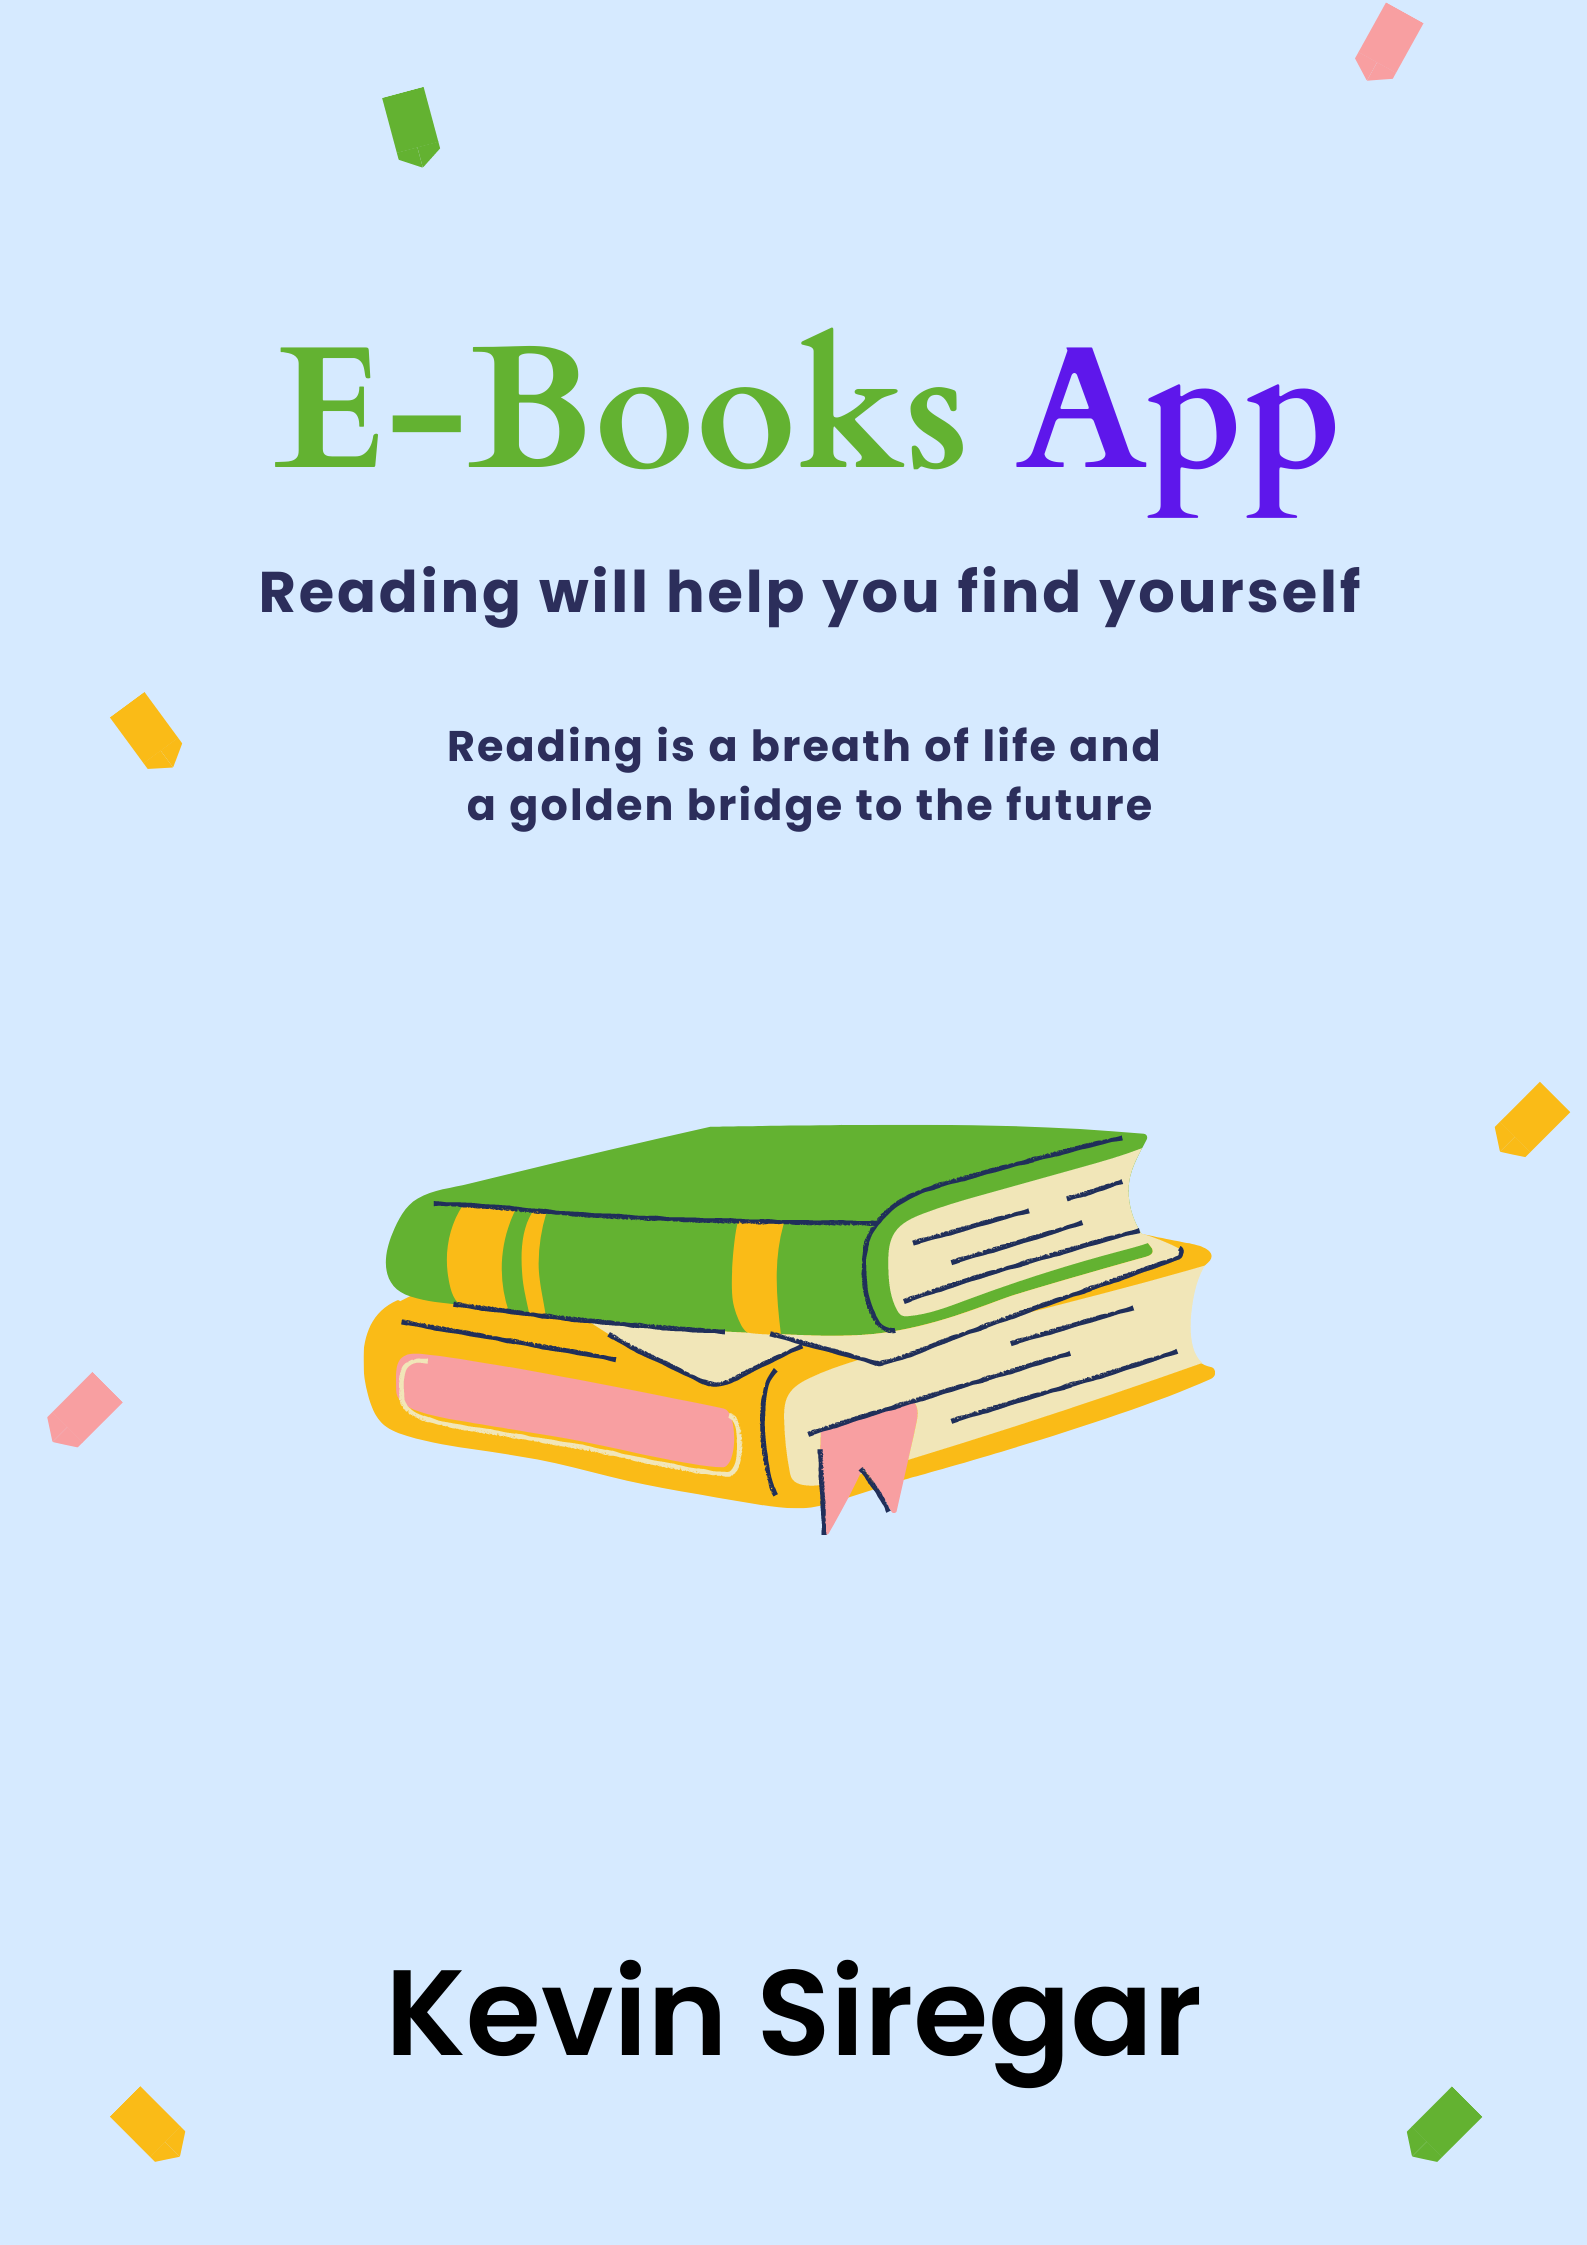 E-Books App
Reading will help you find yourself
Reading is a breath of life and
a golden bridge to the future
Kevin Siregar